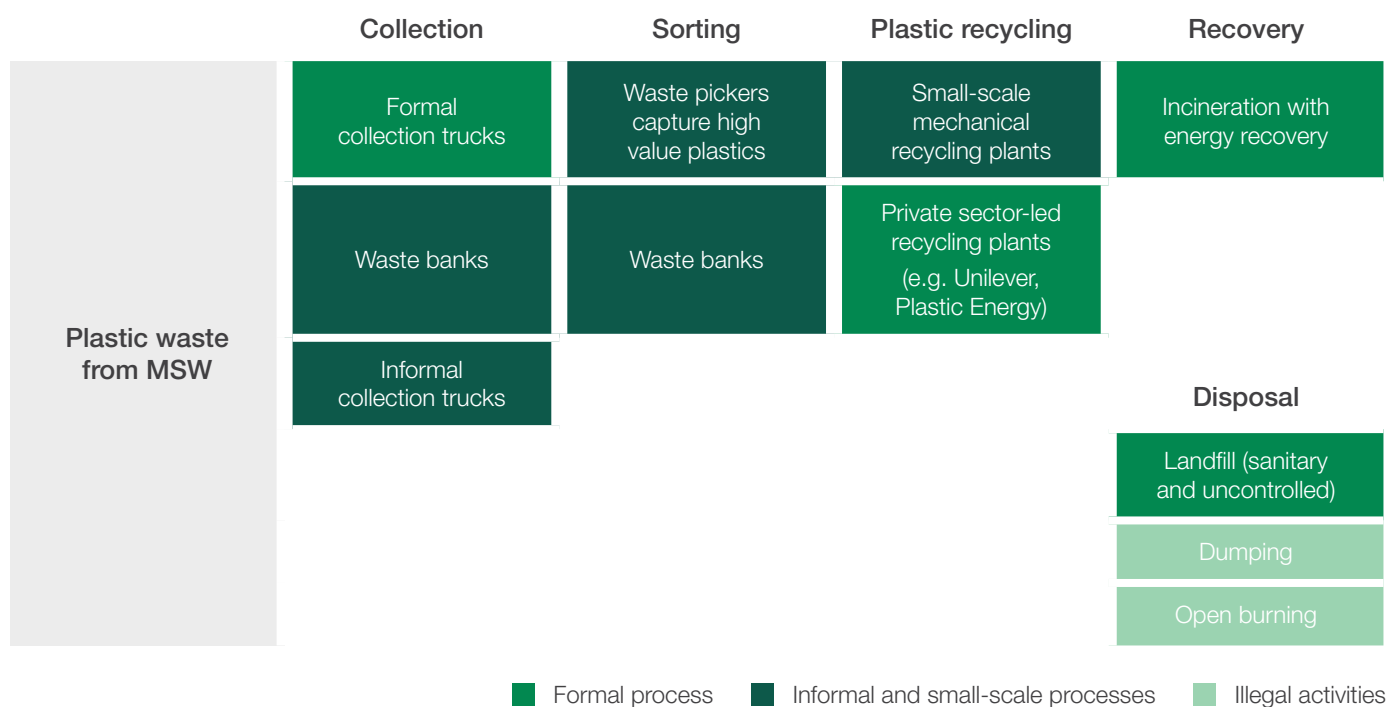 Collection
Sorting
Plastic recycling
Recovery
Plastic waste
from MSW
Formal
collection trucks
Waste pickers
capture high
value plastics
Small-scale
mechanical
recycling plants
Incineration with
energy recovery
Waste banks
Waste banks
Private sector-led
recycling plants
(e.g. Unilever,
Plastic Energy)
Informal
collection trucks
Disposal
Landfill (sanitary
and uncontrolled)
Dumping
Open burning
Formal process
Informal and small-scale processes
Illegal activities